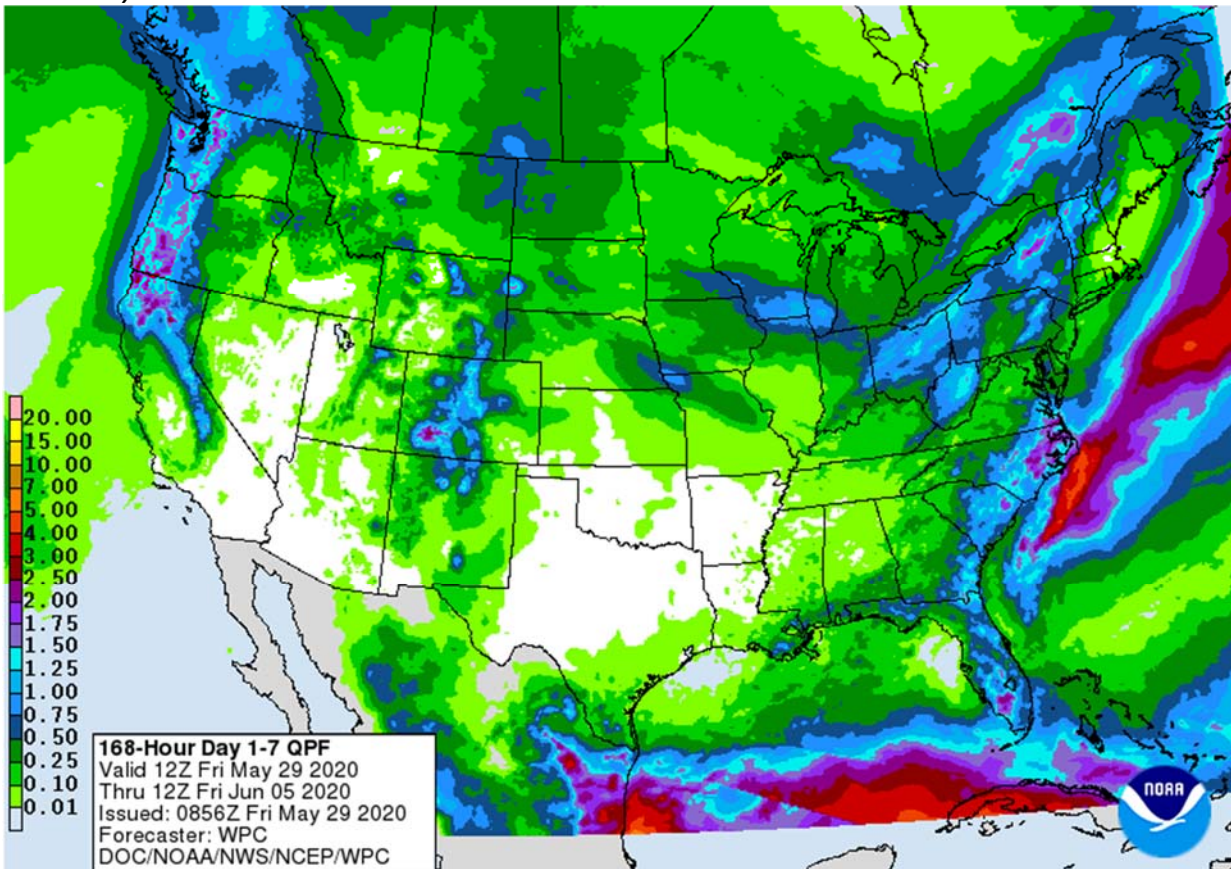 20.00
15.00
10.00
7.00
5.00
4.00
3.00
2.50
2.00
1.75
1.50
1.25
1.00
0.75
0.50
0.25
0.10
0.01
168-Hour Day 1-7 QPF
Valid 12Z Fri May 29 2020
Thru 12Z Fri Jun 05 2020
Issued: 0856Z Fri May 29 2020
Forecaster: WPC
DOC/NOAA/NWS/NCEP/WPC
NOAA